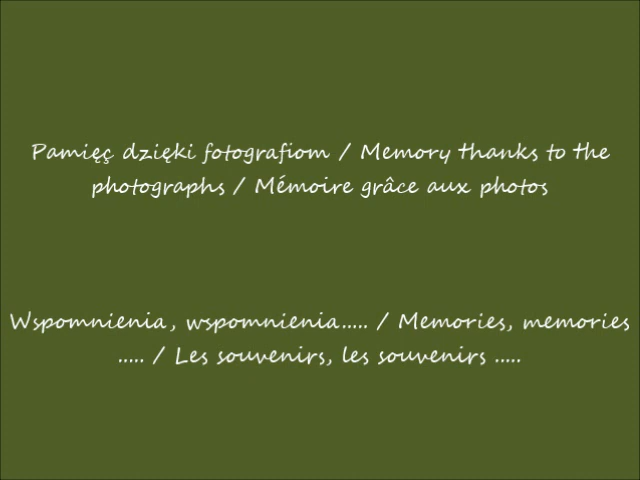 Pamięç dzięki fotografiom / Memory thanks to the
photographs / Mémoire grâce aux photos
Wspomnienia, wspomnienia..... / Memories, memories
..... / Les souvenirs, les souvenirs .....